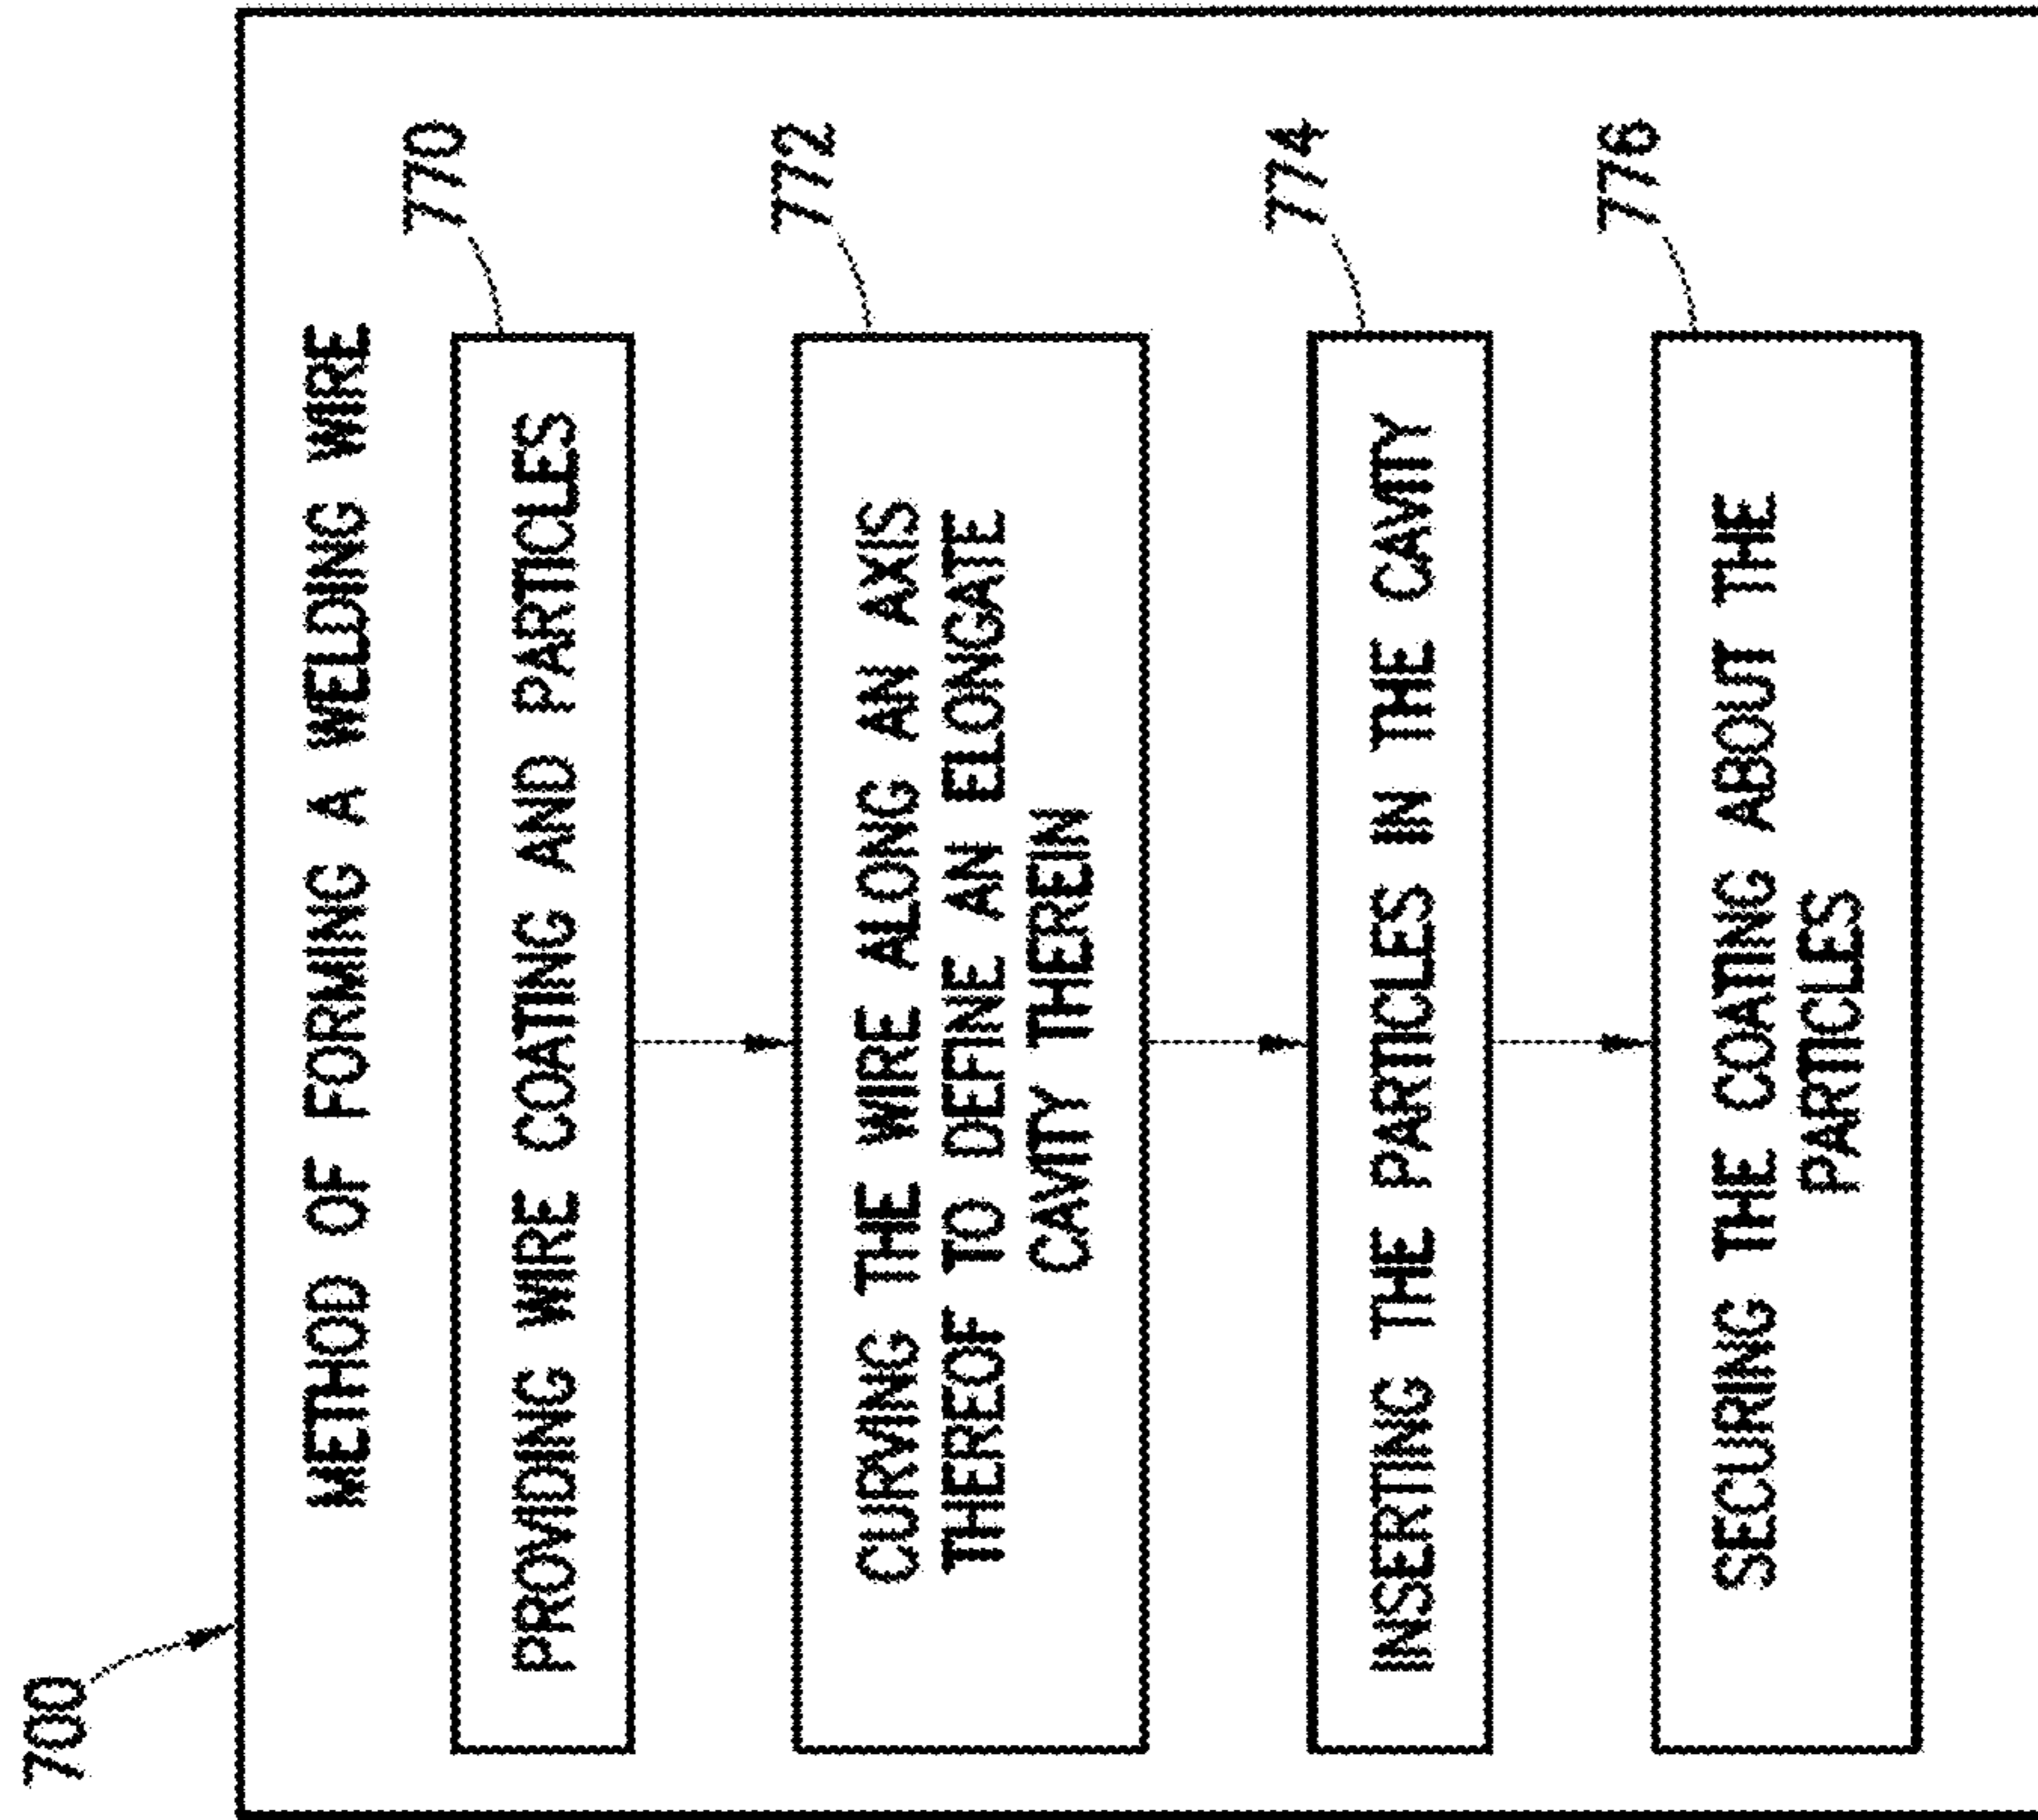 700
METHOD OF FORMING A WELDING WIRE
770
PROVIDING WIRE COATING AND PARTICLES
772
CURVING THE WIRE ALONG AN AXIS
THEREOF TO DEFINE AN ELONGATE
CAVITY THEREIN
774
INSERTING THE PARTICLES IN THE CAVITY
776
SECURING THE COATING ABOUT THE
PARTICLES